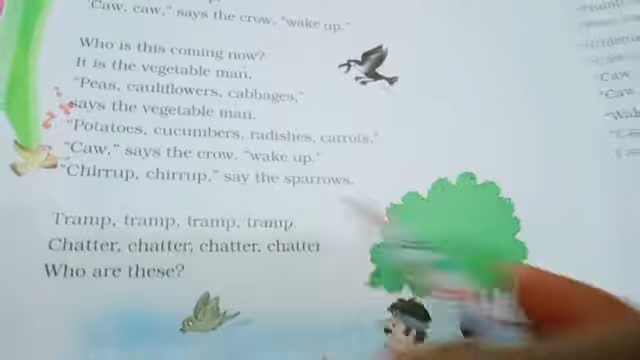 "Caw, caw," says the crow, "wake up."
Who is this coming now?
It is the vegetable man.
"Peas, cauliflowers, cabbages,"
says the vegetable man.
"Potatoes, cucumbers, radishes, carrots,"
"Caw," says the crow, "wake up."
"Chirrup, chirrup," say the sparrows.
Tramp, tramp, tramp, tramp.
Chatter, chatter, chatter, chatter
Who are these?
"Caw
"Caw